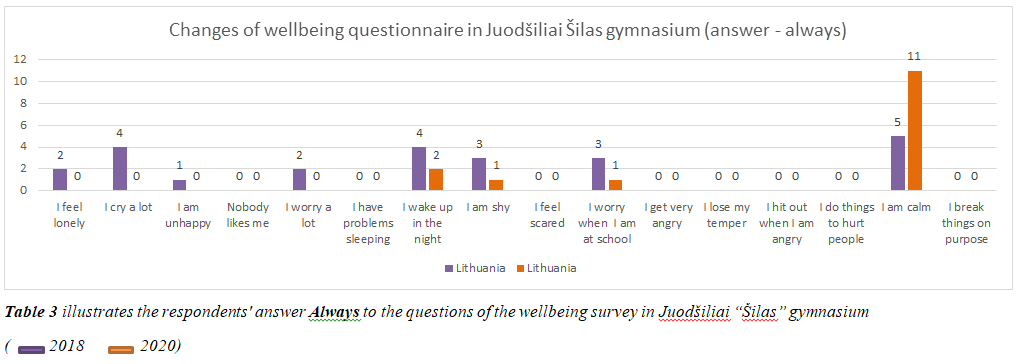 Changes of wellbeing questionnaire in Juodšiliai Šilas gymnasium (answer - always)
12
10
8
6
4
2
0
2 0 4 0 1 0 0 0 2 0 0 0 4 2 3 1 0 0 3 1 0 0 0 0 0 0 0 0 5 11 0 0
I feel lonely
I cry a lot
I am unhappy
Nobody likes me
I worry a lot
I have problems sleeping
I wake up in the night
I am shy
I feel scared
I worry when I am at school
I get very angry
I lose my temper
I hit out when I am angry
I do things to hurt people
I am calm
I break things on purpose
Lithuania Lithuania
Table 3 illustrates the respondents' answer Always to the questions of the wellbeing survey in Juodšiliai “Šilas” gymnasium
( 2018 2020)